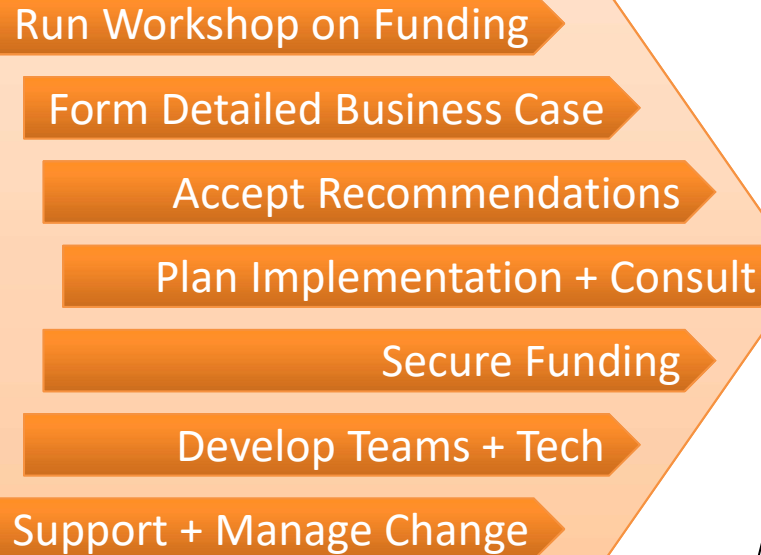 Run Workshop on Funding
Form Detailed Business Case
Accept Recommendations
Plan Implementation + Consult
Secure Funding
Develop Teams + Tech
Support + Manage Change